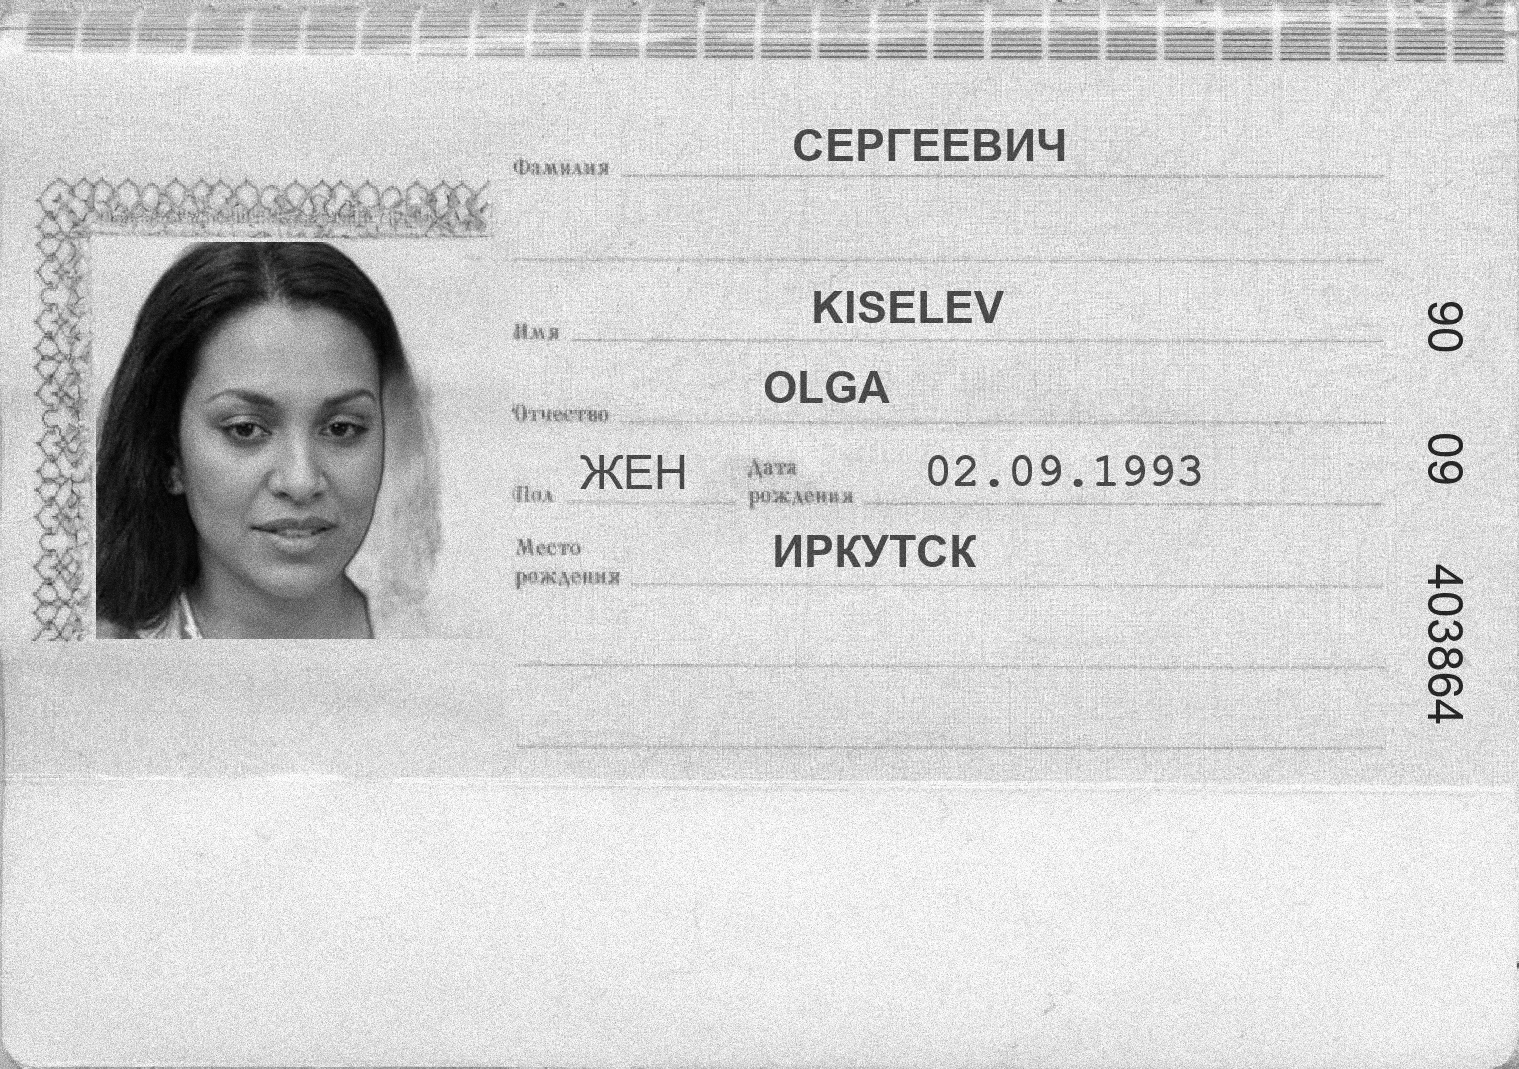 Фамилия СЕРГЕЕВИЧ
Имя KISELEV
Отчество OLGA
Пол ЖЕН Дата рождения 02.09.1993
Место рождения ИРКУТСК
90 09 403864